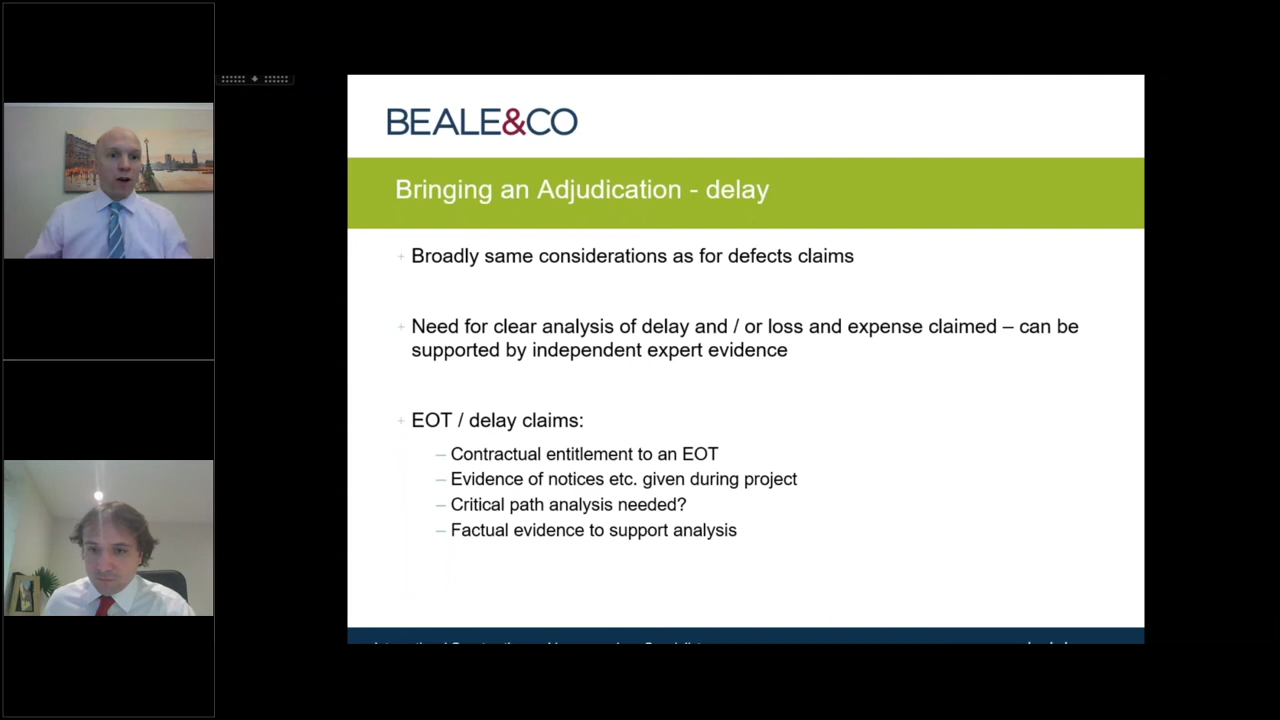 BEALE&CO
Bringing an Adjudication - delay
+ Broadly same considerations as for defects claims
+ Need for clear analysis of delay and / or loss and expense claimed – can be
supported by independent expert evidence
+ EOT / delay claims:
– Contractual entitlement to an EOT
– Evidence of notices etc. given during project
– Critical path analysis needed?
– Factual evidence to support analysis